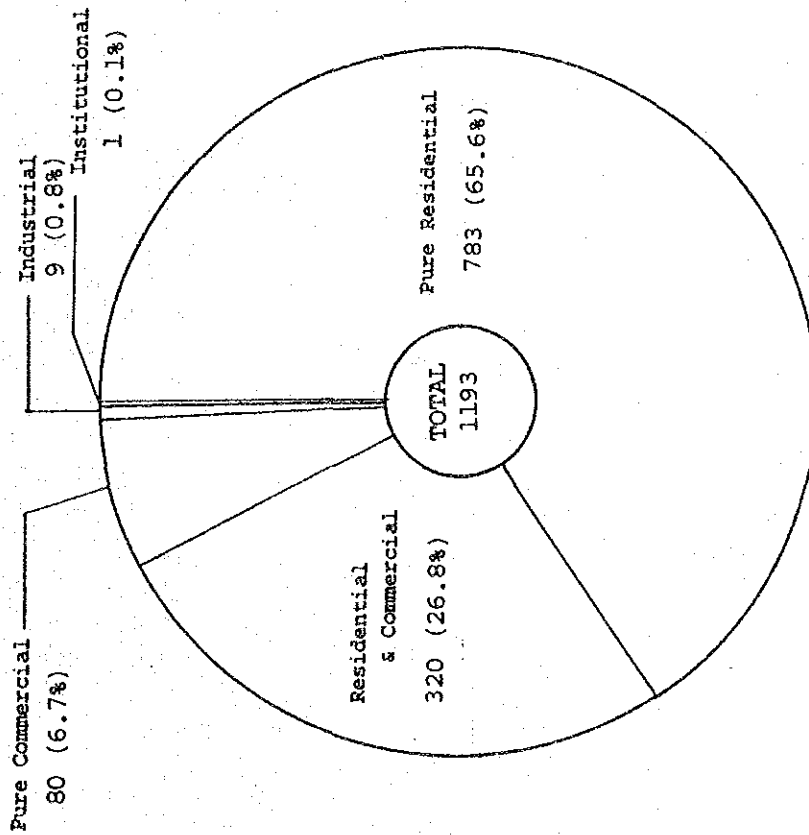 Pure Commercial
80 (6.7%)
Industrial
9 (0.8%)
Institutional
1 (0.1%)
Residential
& Commercial
320 (26.8%)
TOTAL
1193
Pure Residential
783 (65.6%)